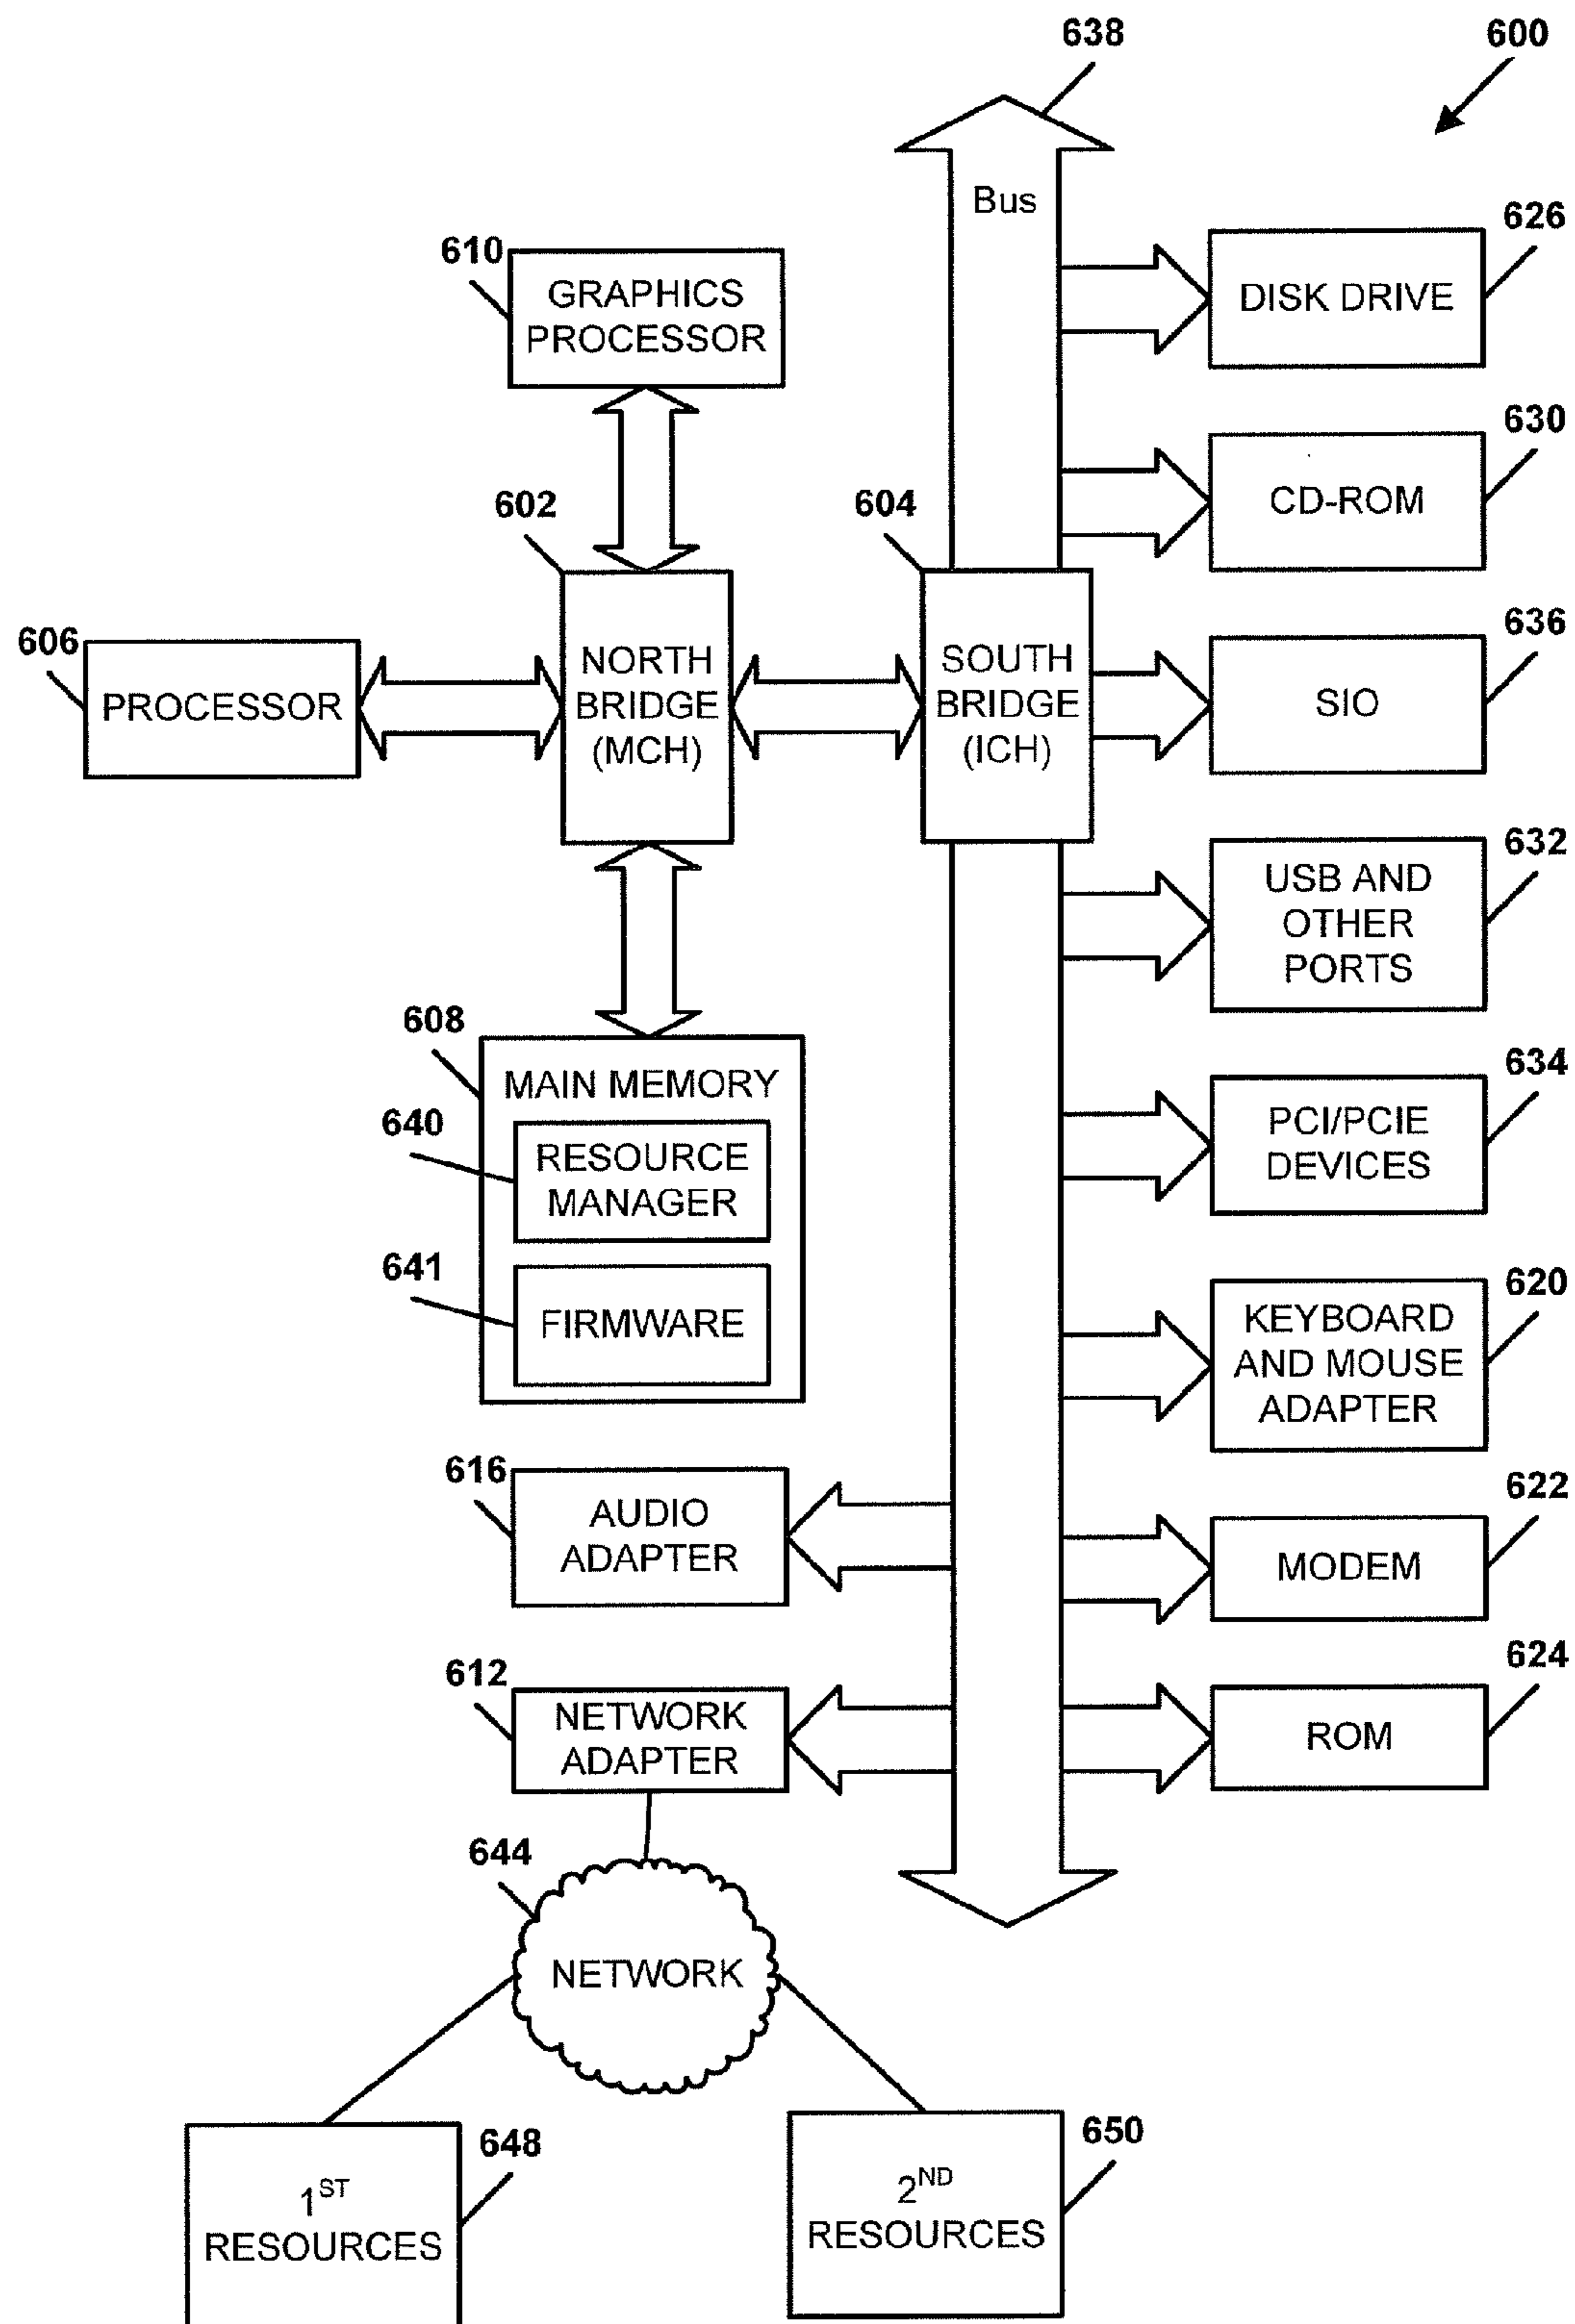 638
600
Bus
626
DISK DRIVE
610
GRAPHICS
PROCESSOR
630
CD-ROM
602
604
606
PROCESSOR
NORTH
BRIDGE
(MCH)
SOUTH
BRIDGE
(ICH)
636
SIO
632
USB AND
OTHER
PORTS
608
MAIN MEMORY
640
RESOURCE
MANAGER
641
FIRMWARE
634
PCI/PCIE
DEVICES
620
KEYBOARD
AND MOUSE
ADAPTER
616
AUDIO
ADAPTER
622
MODEM
612
NETWORK
ADAPTER
624
ROM
644
NETWORK
648
1ST
RESOURCES
650
2ND
RESOURCES